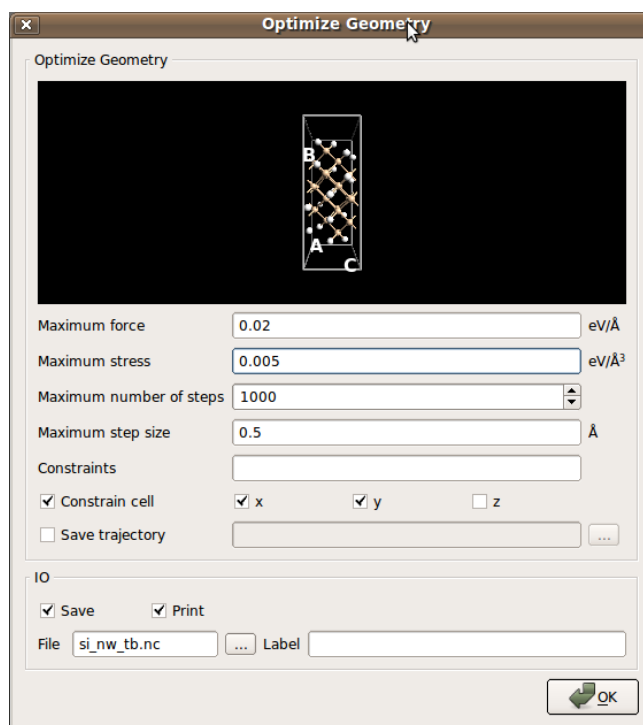 Optimize Geometry
Optimize Geometry
B
A
C
Maximum force 0.02 eV/Å
Maximum stress 0.005 eV/Å³
Maximum number of steps 1000
Maximum step size 0.5 Å
Constraints
Constrain cell x y z
Save trajectory ...
IO
Save Print
File si_nw_tb.nc ... Label
OK